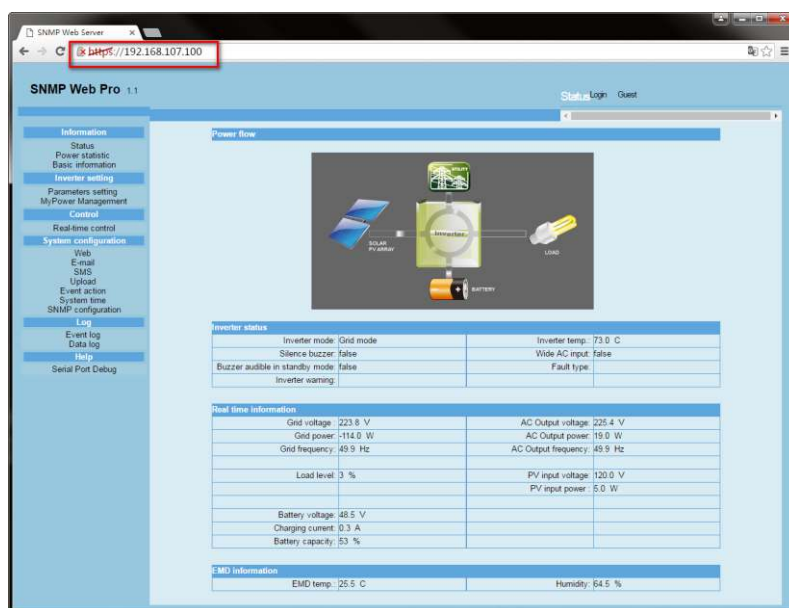 SNMP Web Server
https://192.168.107.100
SNMP Web Pro 1.1
Status Login Guest
Information
Status
Power statistic
Basic information
Inverter setting
Parameters setting
MyPower Management
Control
Real-time control
System configuration
Web
E-mail
SMS
Upload
Event action
System time
SNMP configuration
Log
Event log
Data log
Help
Serial Port Debug
Power flow
UTILITY
SOLAR
PV ARRAY
Inverter
LOAD
BATTERY
Inverter status
Inverter mode: Grid mode Inverter temp.: 73.0 C
Silence buzzer: false Wide AC input: false
Buzzer audible in standby mode: false Fault type:
Inverter warning:
Real time information
Grid voltage : 223.8 V AC Output voltage: 225.4 V
Grid power: -114.0 W AC Output power: 19.0 W
Grid frequency: 49.9 Hz AC Output frequency: 49.9 Hz
Load level: 3 % PV input voltage: 120.0 V
PV input power : 5.0 W
Battery voltage: 48.5 V
Charging current: 0.3 A
Battery capacity: 53 %
EMD information
EMD temp.: 25.5 C Humidity: 64.5 %